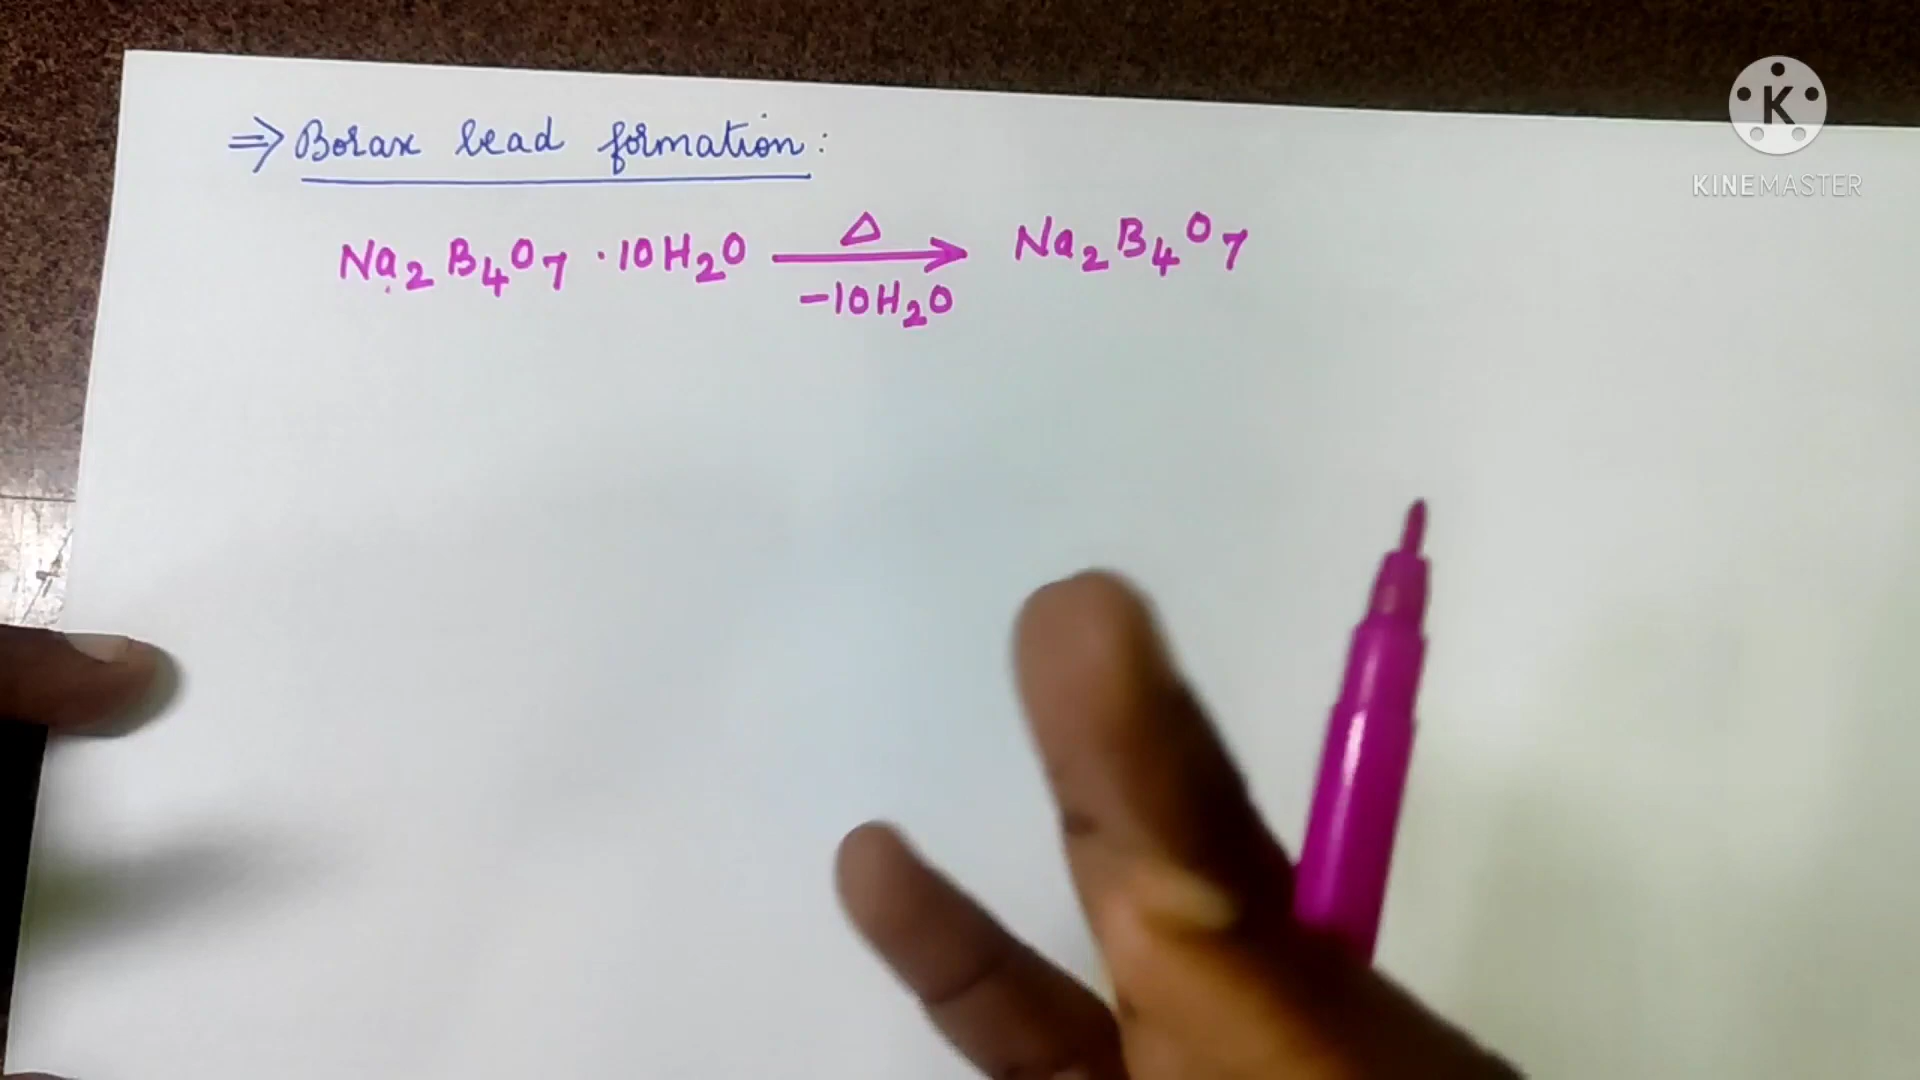 ⇒ Borax bead formation:
Na₂B₄O₇ · 10H₂O —Δ→ Na₂B₄O₇
−10H₂O
K
KINEMASTER